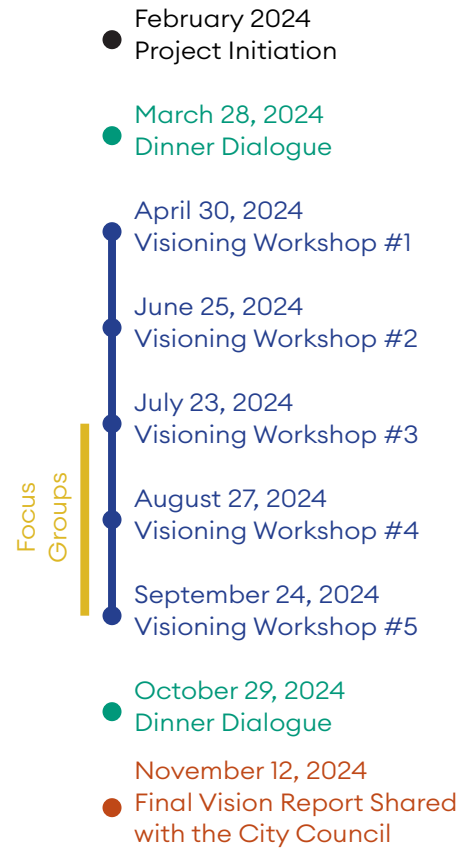 February 2024
Project Initiation
March 28, 2024
Dinner Dialogue
April 30, 2024
Visioning Workshop #1
June 25, 2024
Visioning Workshop #2
July 23, 2024
Visioning Workshop #3
Focus
Groups
August 27, 2024
Visioning Workshop #4
September 24, 2024
Visioning Workshop #5
October 29, 2024
Dinner Dialogue
November 12, 2024
Final Vision Report Shared
with the City Council